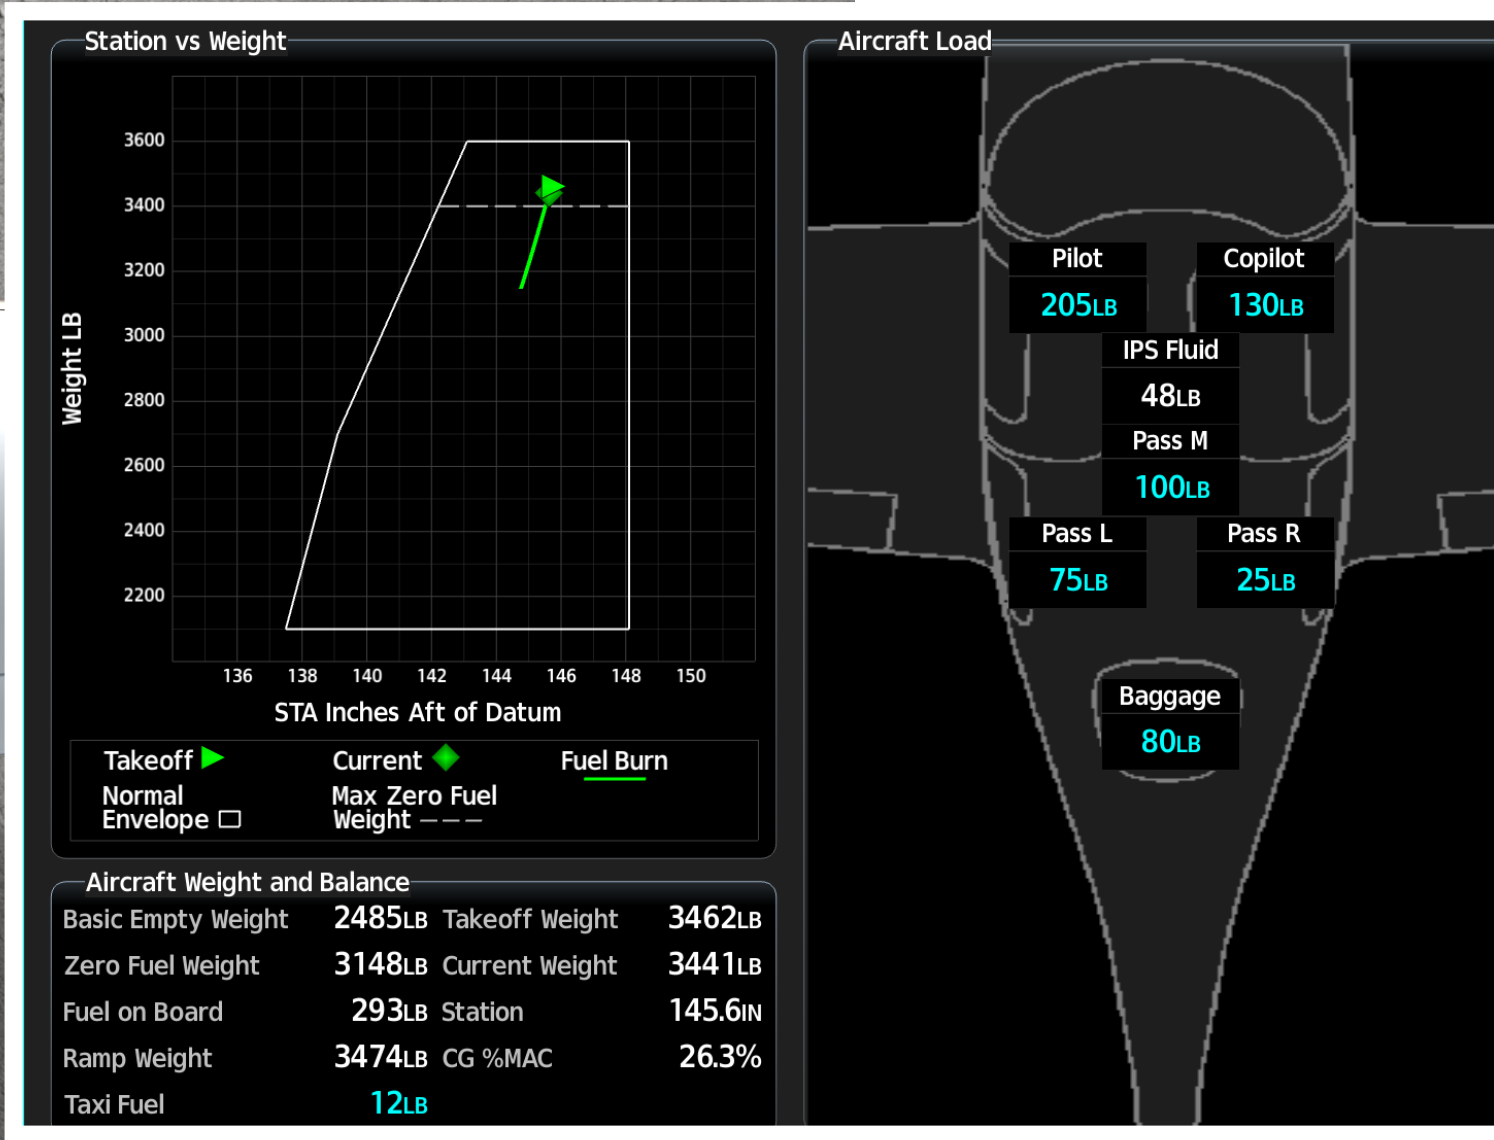 Station vs Weight
3600
3400
3200
3000
2800
2600
2400
2200
Weight LB
136 138 140 142 144 146 148 150
STA Inches Aft of Datum
Takeoff Current Fuel Burn
Normal Envelope
Max Zero Fuel Weight
Aircraft Weight and Balance
Basic Empty Weight 2485LB Takeoff Weight 3462LB
Zero Fuel Weight 3148LB Current Weight 3441LB
Fuel on Board 293LB Station 145.6IN
Ramp Weight 3474LB CG %MAC 26.3%
Taxi Fuel 12LB
Aircraft Load
Pilot Copilot
205LB 130LB
IPS Fluid
48LB
Pass M
100LB
Pass L Pass R
75LB 25LB
Baggage
80LB